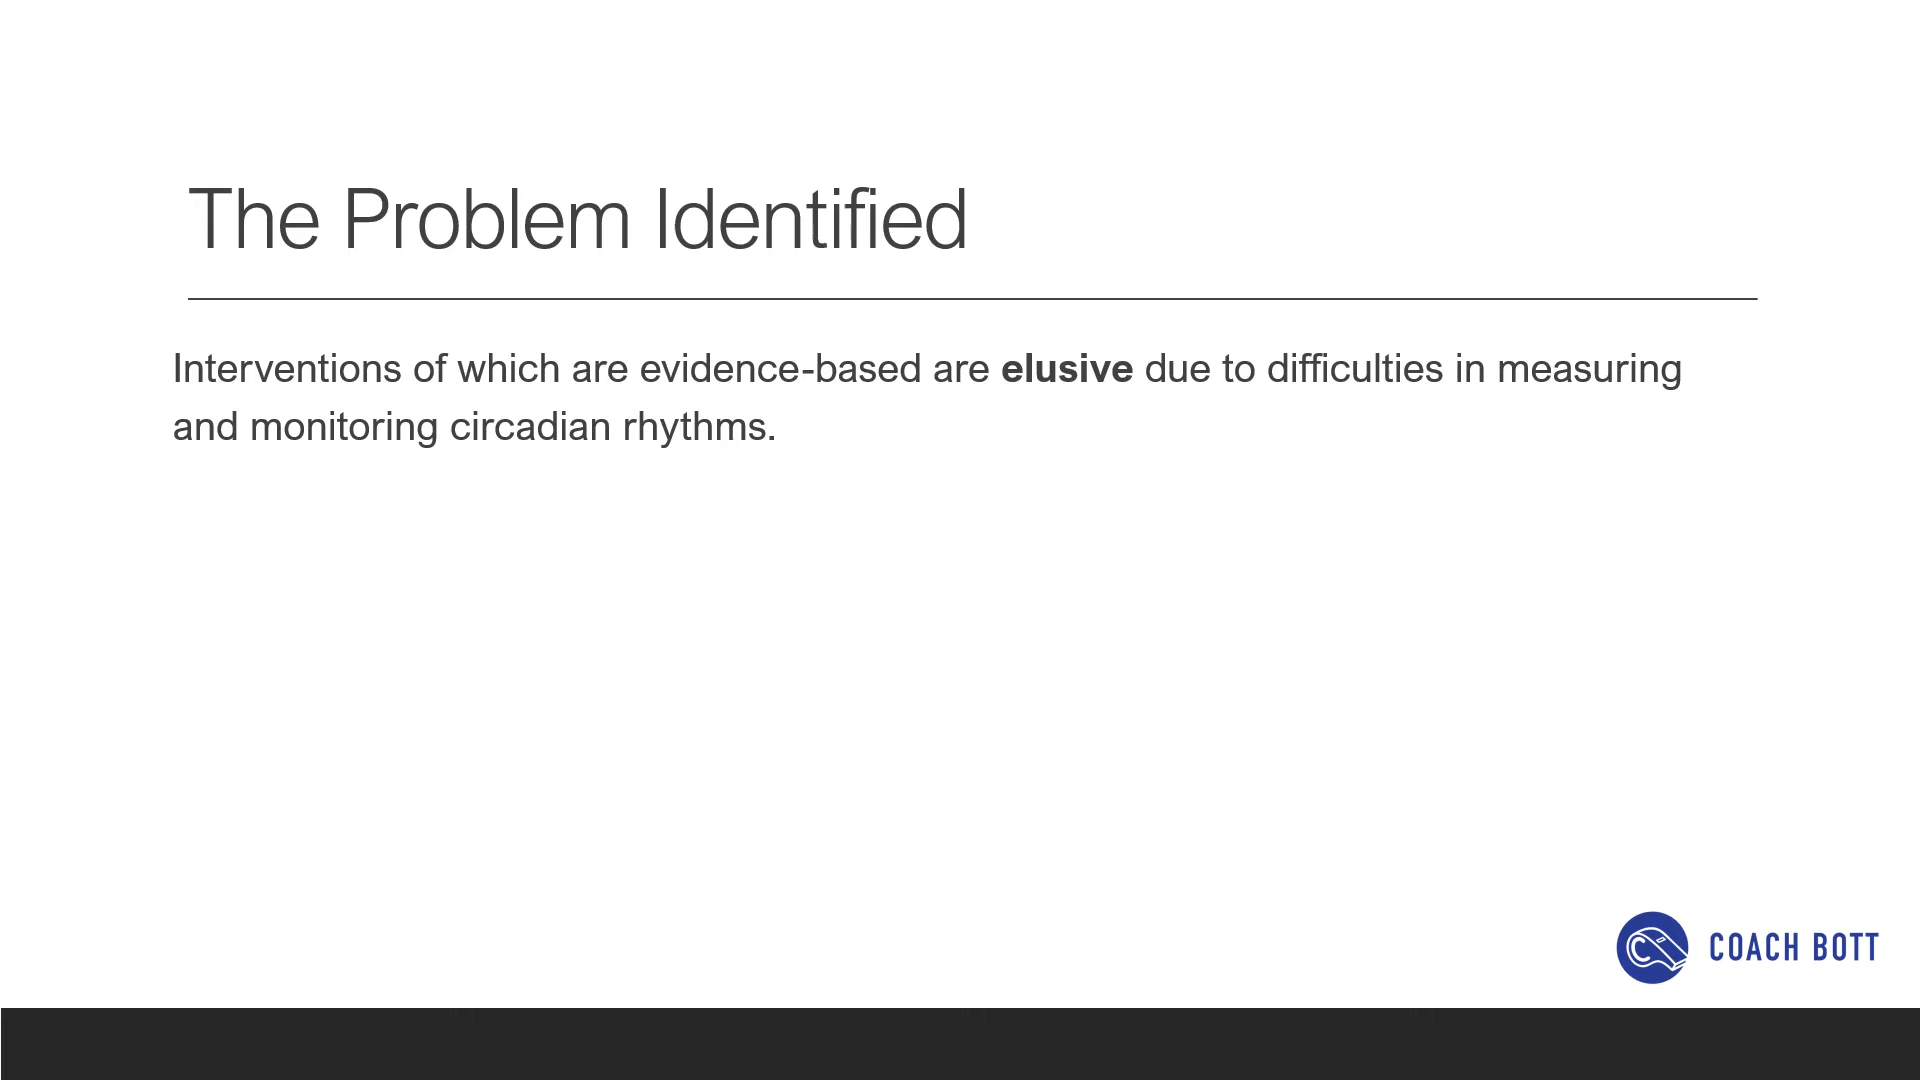 The Problem Identified
Interventions of which are evidence-based are elusive due to difficulties in measuring
and monitoring circadian rhythms.
COACH BOTT